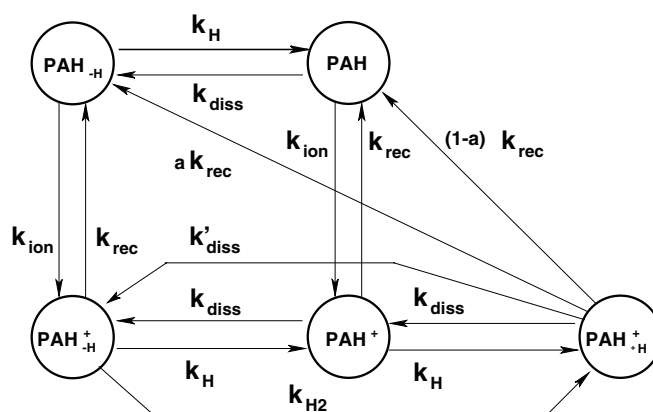 k_H
PAH_-H
PAH
k_diss
k_ion
k_rec
(1-a) k_rec
a k_rec
k_ion
k_rec
k'_diss
k_diss
k_diss
PAH^+_-H
PAH^+
PAH^+_+H
k_H
k_H
k_H2